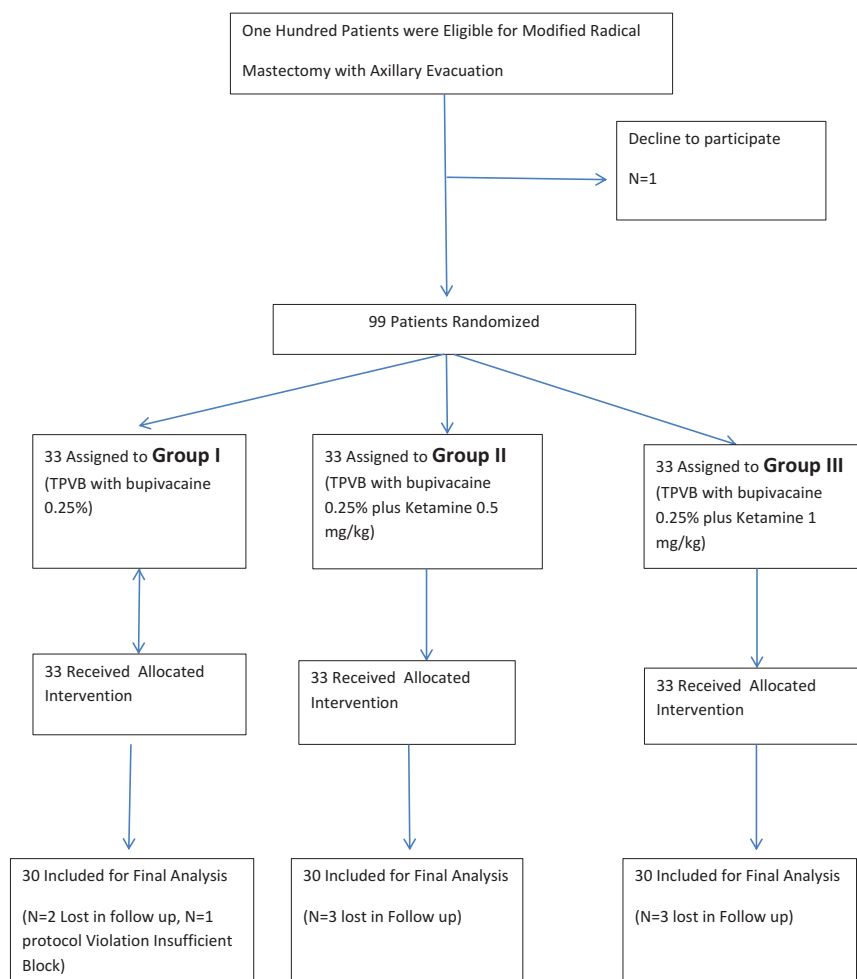 One Hundred Patients were Eligible for Modified Radical
Mastectomy with Axillary Evacuation
Decline to participate
N=1
99 Patients Randomized
33 Assigned to Group I
(TPVB with bupivacaine
0.25%)
33 Assigned to Group II
(TPVB with bupivacaine
0.25% plus Ketamine 0.5
mg/kg)
33 Assigned to Group III
(TPVB with bupivacaine
0.25% plus Ketamine 1
mg/kg)
33 Received Allocated
Intervention
33 Received Allocated
Intervention
33 Received Allocated
Intervention
30 Included for Final Analysis
(N=2 Lost in follow up, N=1
protocol Violation Insufficient
Block)
30 Included for Final Analysis
(N=3 lost in Follow up)
30 Included for Final Analysis
(N=3 lost in Follow up)